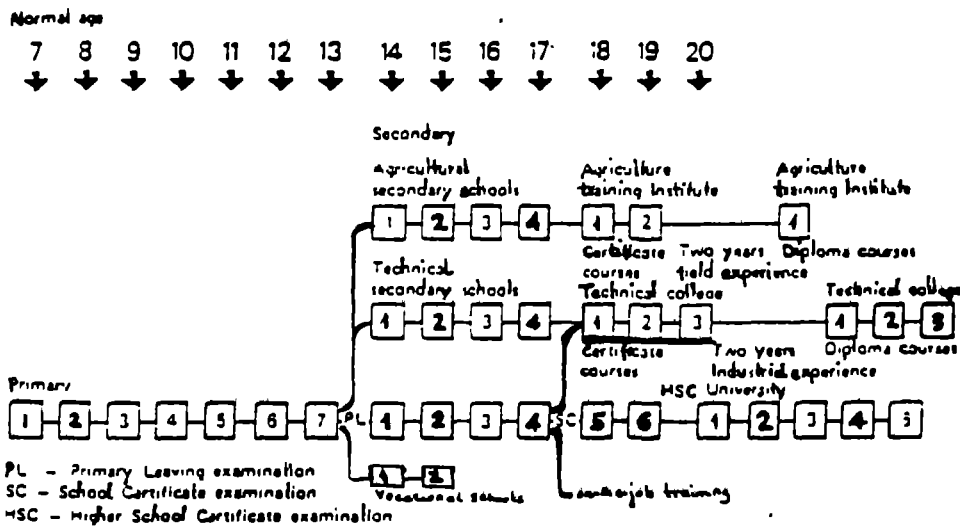 Normal age
7 8 9 10 11 12 13 14 15 16 17 18 19 20
Secondary
Agricultural
secondary schools
Agriculture
training Institute
Agriculture
training Institute
1 2 3 4 1 2 1
Certificate
courses
Two years
field experience
Diploma courses
Technical
secondary schools
Technical college
Technical college
1 2 3 4 1 2 3 1 2 3
Certificate
courses
Two years
Industrial experience
Diploma courses
Primary
HSC University
1 2 3 4 5 6 7 PL 1 2 3 4 SC 5 6 1 2 3 4 5
1 2
Vocational schools
training
PL - Primary Leaving examination
SC - School Certificate examination
HSC - Higher School Certificate examination